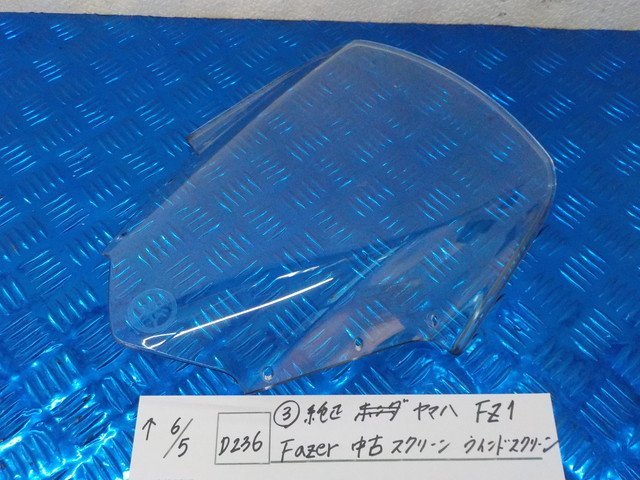 ↑ 6/5 D236 ③ 純正 ホンダ ヤマハ FZ1
Fazer 中古スクリーン ウインドスクリーン